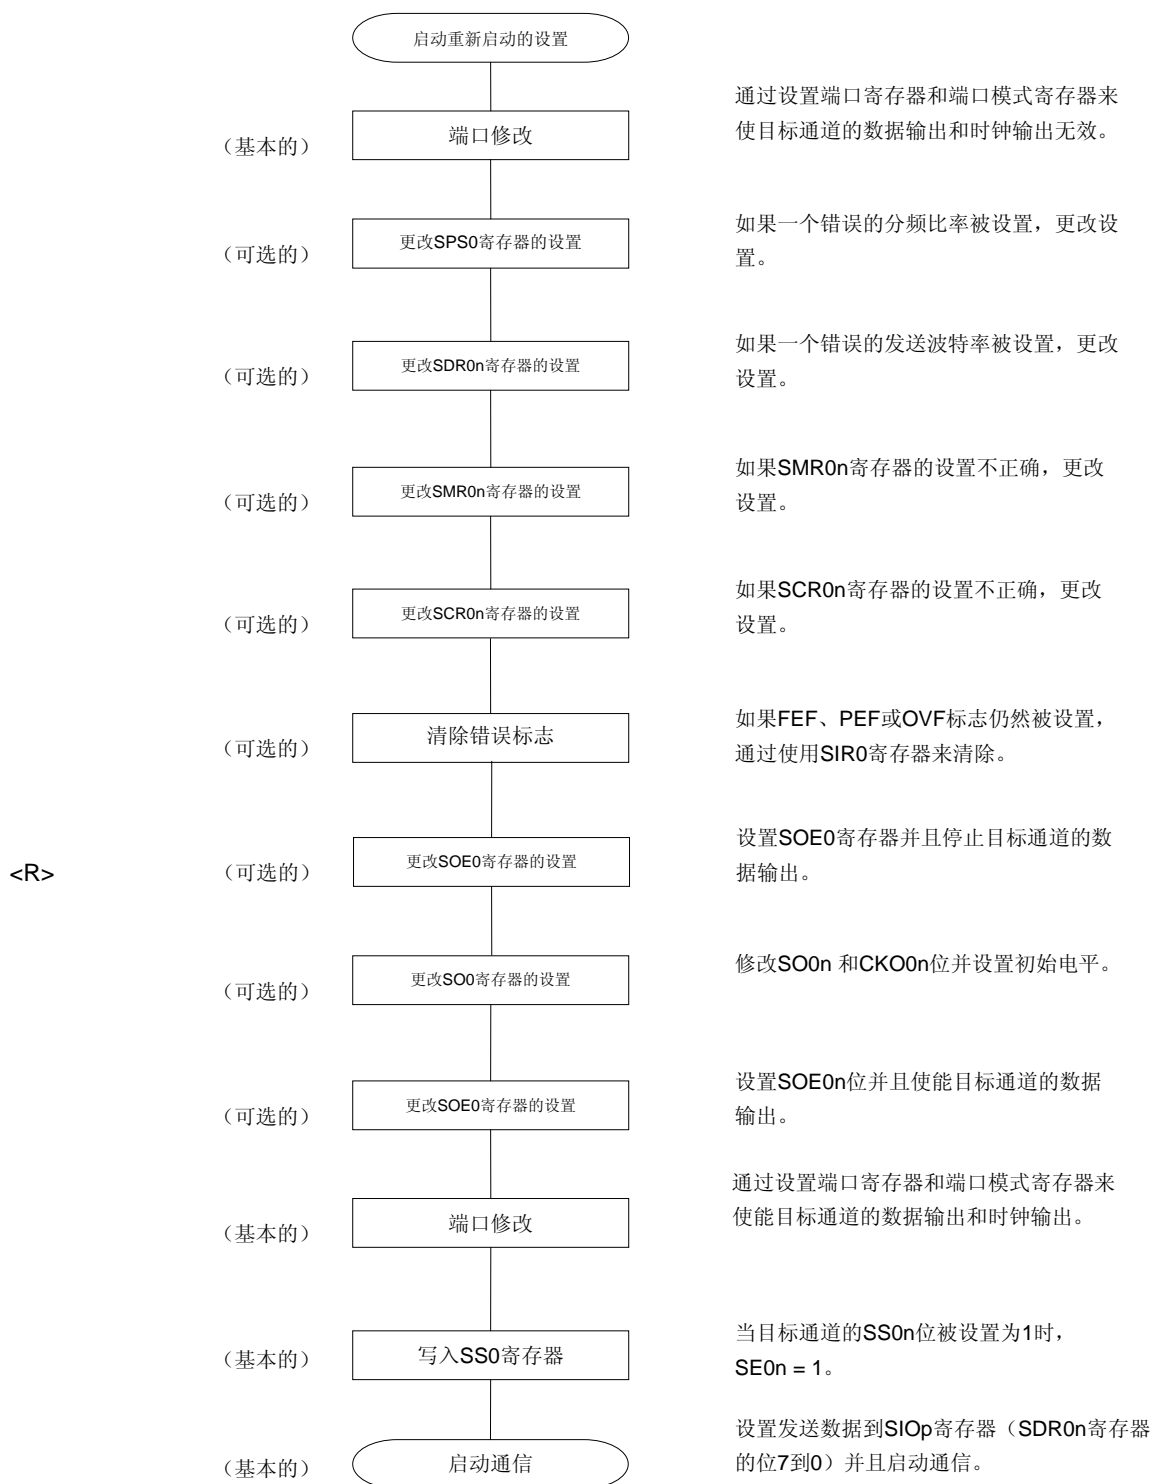 启动重新启动的设置
通过设置端口寄存器和端口模式寄存器来
使目标通道的数据输出和时钟输出无效。
（基本的）
端口修改
如果一个错误的分频比率被设置，更改设
置。
（可选的）
更改SPS0寄存器的设置
如果一个错误的发送波特率被设置，更改
设置。
（可选的）
更改SDR0n寄存器的设置
如果SMR0n寄存器的设置不正确，更改
设置。
（可选的）
更改SMR0n寄存器的设置
如果SCR0n寄存器的设置不正确，更改
设置。
（可选的）
更改SCR0n寄存器的设置
如果FEF、PEF或OVF标志仍然被设置，
通过使用SIR0寄存器来清除。
（可选的）
清除错误标志
设置SOE0寄存器并且停止目标通道的数
据输出。
<R>
（可选的）
更改SOE0寄存器的设置
修改SO0n 和CKO0n位并设置初始电平。
（可选的）
更改SO0寄存器的设置
设置SOE0n位并且使能目标通道的数据
输出。
（可选的）
更改SOE0寄存器的设置
通过设置端口寄存器和端口模式寄存器来
使能目标通道的数据输出和时钟输出。
（基本的）
端口修改
当目标通道的SS0n位被设置为1时，
SE0n = 1。
（基本的）
写入SS0寄存器
设置发送数据到SIOp寄存器（SDR0n寄存器
的位7到0）并且启动通信。
（基本的）
启动通信